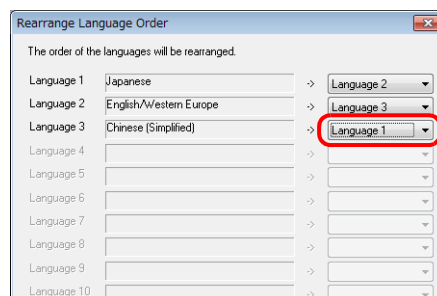 Rearrange Language Order
The order of the languages will be rearranged.
Language 1 Japanese -> Language 2
Language 2 English/Western Europe -> Language 3
Language 3 Chinese (Simplified) -> Language 1
Language 4 ->
Language 5 ->
Language 6 ->
Language 7 ->
Language 8 ->
Language 9 ->
Language 10 ->